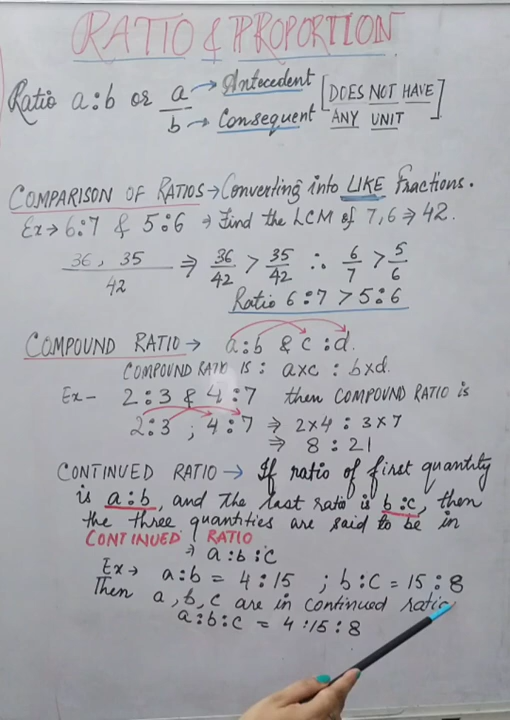 RATIO & PROPORTION
Ratio a:b or a/b → Antecedent → Consequent [DOES NOT HAVE ANY UNIT]
COMPARISON OF RATIOS → Converting into LIKE Fractions.
Ex → 6:7 & 5:6 → Find the LCM of 7,6 ⇒ 42.
36, 35 / 42 ⇒ 36/42 > 35/42 ∴ 6/7 > 5/6
Ratio 6:7 > 5:6
COMPOUND RATIO → a:b & c:d.
COMPOUND RATIO IS : axc : bxd.
Ex - 2:3 & 4:7 then COMPOUND RATIO is
2:3 ; 4:7 ⇒ 2x4 : 3x7
⇒ 8 : 21
CONTINUED RATIO → If ratio of first quantity
is a:b, and the last ratio is b:c, then
the three quantities are said to be in
CONTINUED RATIO
⇒ a:b:c
Ex → a:b = 4:15 ; b:c = 15:8
Then a, b, c are in continued ratio
a:b:c = 4:15:8